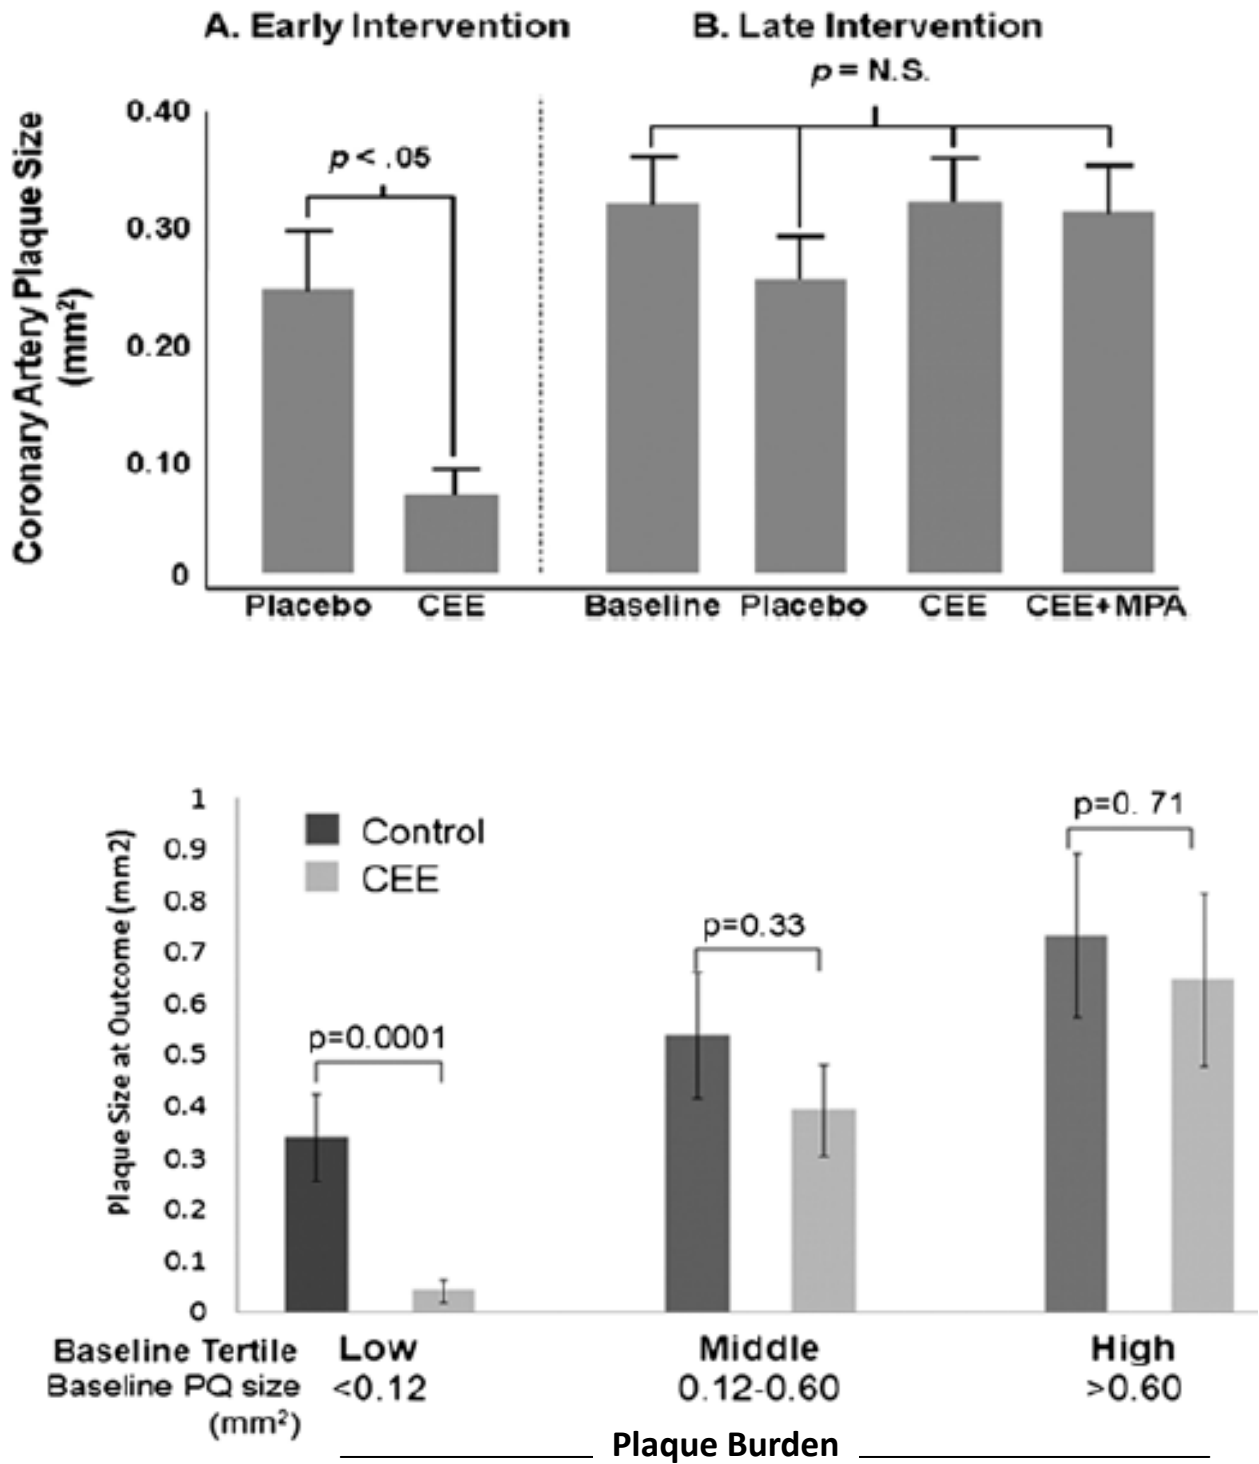 A. Early Intervention
B. Late Intervention
p = N.S.
p < .05
Coronary Artery Plaque Size
(mm²)
0.40
0.30
0.20
0.10
0
Placebo
CEE
Baseline
Placebo
CEE
CEE+MPA
Plaque Size at Outcome (mm2)
1
0.9
0.8
0.7
0.6
0.5
0.4
0.3
0.2
0.1
0
Control
CEE
p=0.0001
p=0.33
p=0. 71
Baseline Tertile Low Middle High
Baseline PQ size <0.12 0.12-0.60 >0.60
(mm²)
Plaque Burden